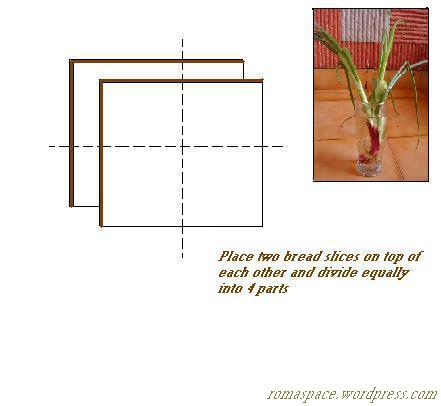 Place two bread slices on top of
each other and divide equally
into 4 parts
romaspace.wordpress.com